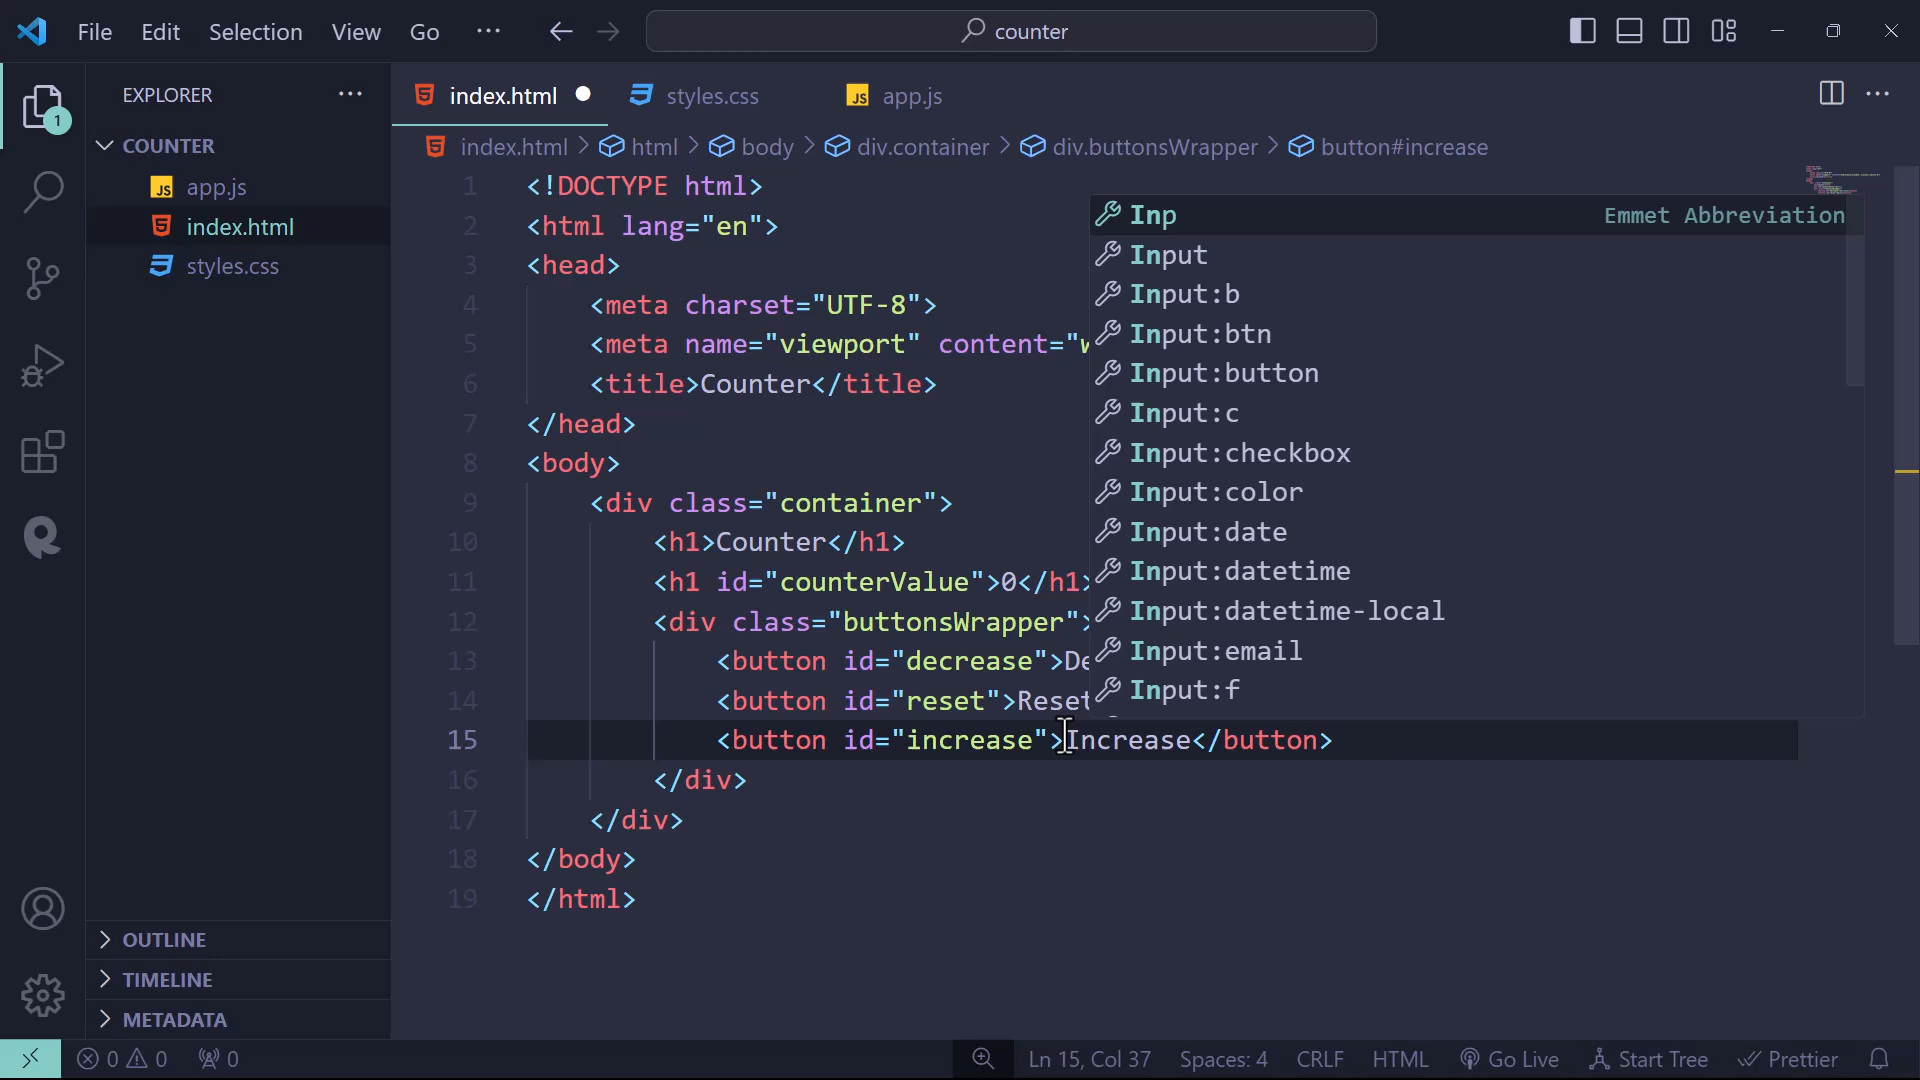 File Edit Selection View Go ··· counter
EXPLORER ···
1
COUNTER
JS app.js
index.html
styles.css
OUTLINE
TIMELINE
METADATA
index.html styles.css JS app.js
index.html > html > body > div.container > div.buttonsWrapper > button#increase
1 <!DOCTYPE html>
2 <html lang="en">
3 <head>
4 <meta charset="UTF-8">
5 <meta name="viewport" content="
6 <title>Counter</title>
7 </head>
8 <body>
9 <div class="container">
10 <h1>Counter</h1>
11 <h1 id="counterValue">0</h1>
12 <div class="buttonsWrapper">
13 <button id="decrease">De
14 <button id="reset">Reset
15 <button id="increase">Increase</button>
16 </div>
17 </div>
18 </body>
19 </html>
Inp Emmet Abbreviation
Input
Input:b
Input:btn
Input:button
Input:c
Input:checkbox
Input:color
Input:date
Input:datetime
Input:datetime-local
Input:email
Input:f
0 0 0 Ln 15, Col 37 Spaces: 4 CRLF HTML Go Live Start Tree Prettier